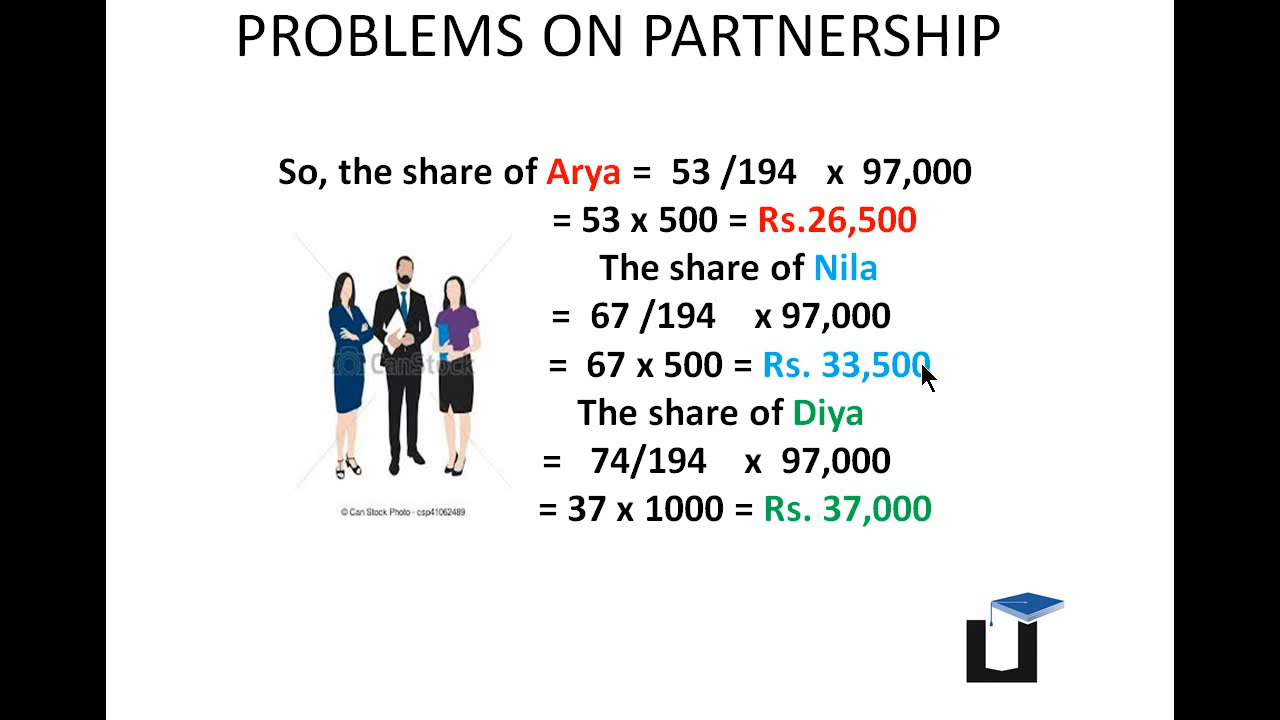 PROBLEMS ON PARTNERSHIP
So, the share of Arya = 53 /194 x 97,000
= 53 x 500 = Rs.26,500
The share of Nila
= 67 /194 x 97,000
= 67 x 500 = Rs. 33,500
The share of Diya
= 74/194 x 97,000
= 37 x 1000 = Rs. 37,000
CanStock
© Can Stock Photo - csp41062489